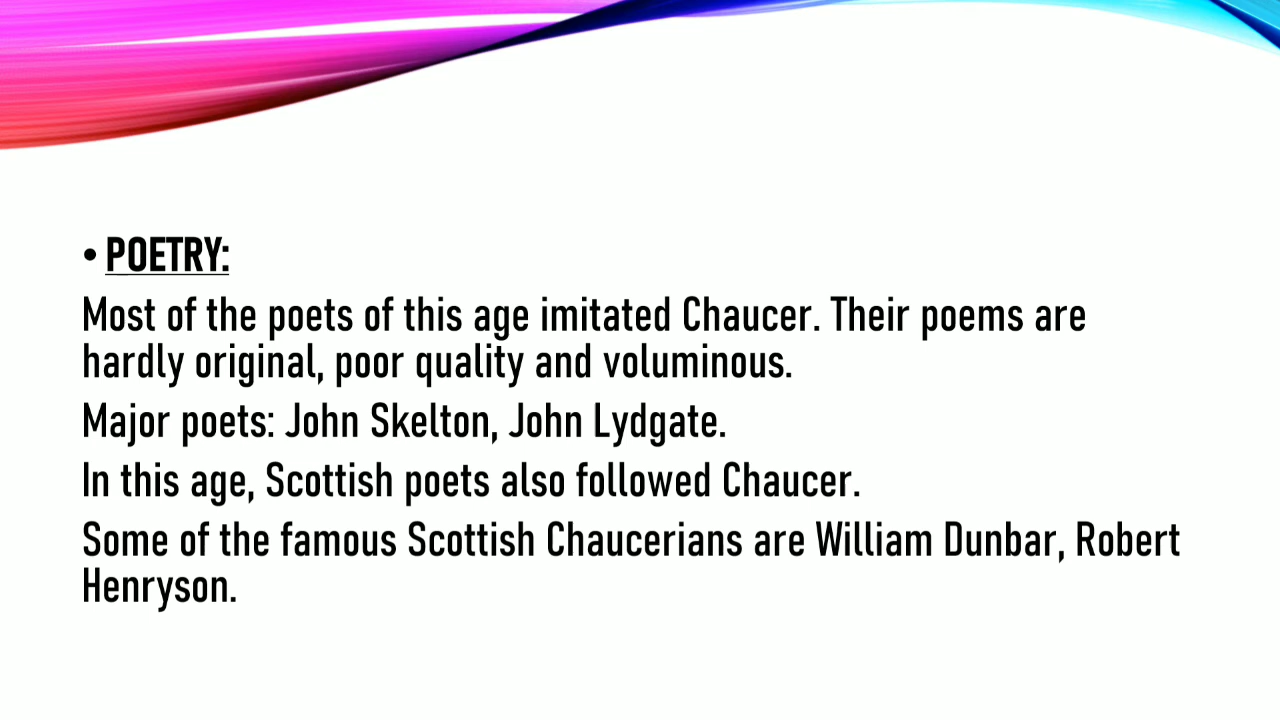 • POETRY:
Most of the poets of this age imitated Chaucer. Their poems are
hardly original, poor quality and voluminous.
Major poets: John Skelton, John Lydgate.
In this age, Scottish poets also followed Chaucer.
Some of the famous Scottish Chaucerians are William Dunbar, Robert
Henryson.